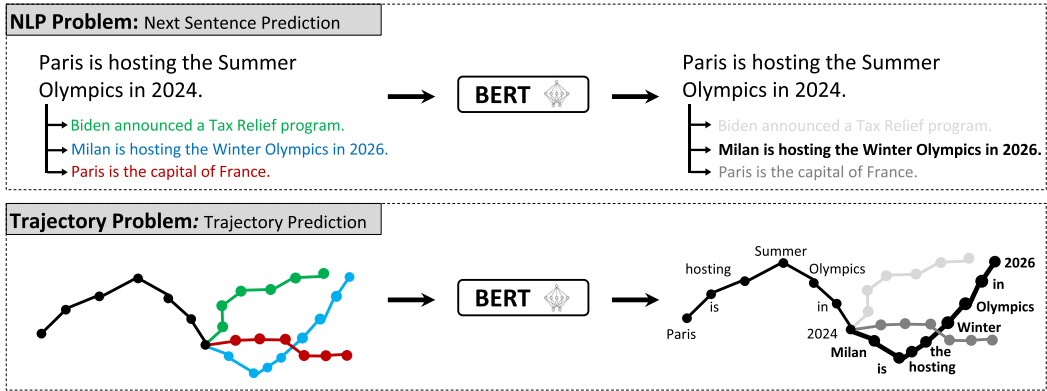 NLP Problem: Next Sentence Prediction
Paris is hosting the Summer
Olympics in 2024.
Biden announced a Tax Relief program.
Milan is hosting the Winter Olympics in 2026.
Paris is the capital of France.
BERT
Paris is hosting the Summer
Olympics in 2024.
Biden announced a Tax Relief program.
Milan is hosting the Winter Olympics in 2026.
Paris is the capital of France.
Trajectory Problem: Trajectory Prediction
BERT
Paris
is
hosting
Summer
Olympics
in
2024
Milan
is
hosting
the
Winter
Olympics
in
2026